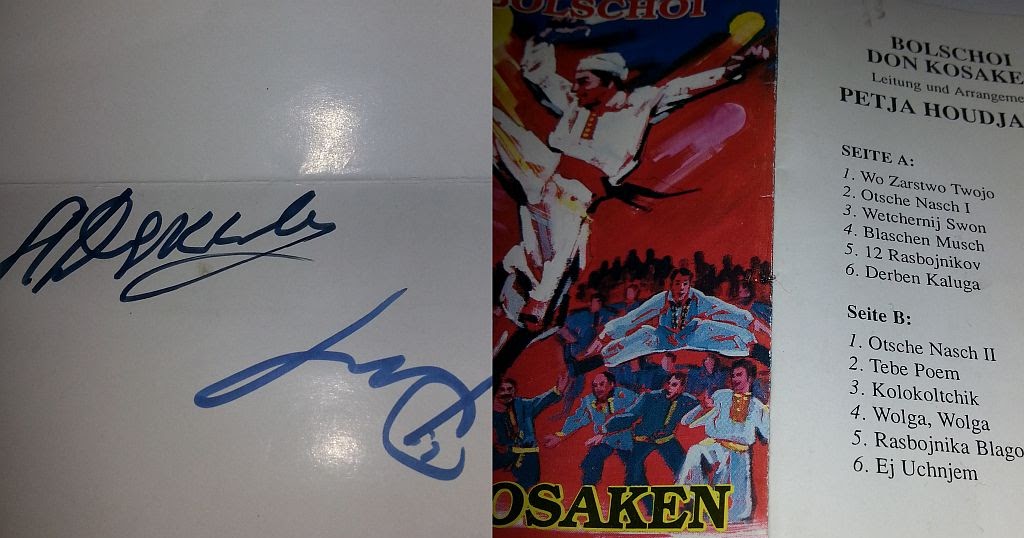 BOLSCHOI
OSAKEN
BOLSCHOI
DON KOSAKE
Leitung und Arrangeme
PETJA HOUDJA
SEITE A:
1. Wo Zarstwo Twojo
2. Otsche Nasch I
3. Wetchernij Swon
4. Blaschen Musch
5. 12 Rasbojnikov
6. Derben Kaluga
Seite B:
1. Otsche Nasch II
2. Tebe Poem
3. Kolokoltchik
4. Wolga, Wolga
5. Rasbojnika Blago
6. Ej Uchnjem